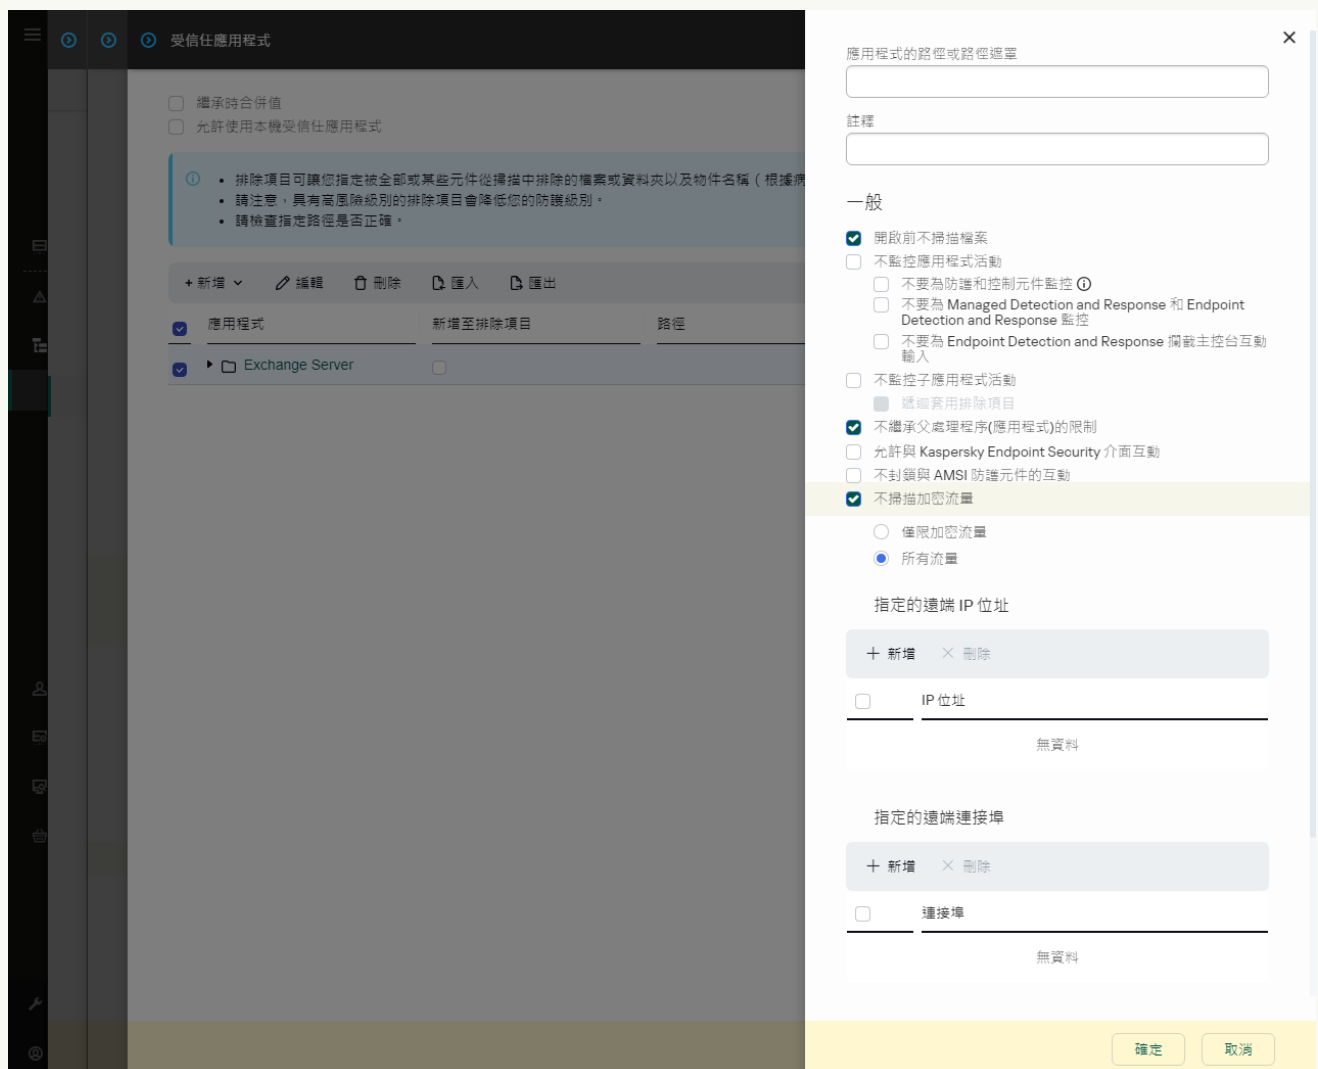 受信任應用程式
繼承時合併值
允許使用本機受信任應用程式
• 排除項目可讓您指定被全部或某些元件從掃描中排除的檔案或資料夾以及物件名稱（根據病
• 請注意，具有高風險級別的排除項目會降低您的防護級別。
• 請檢查指定路徑是否正確。
+ 新增 編輯 刪除 匯入 匯出
應用程式 新增至排除項目 路徑
Exchange Server
應用程式的路徑或路徑遮罩
註釋
一般
開啟前不掃描檔案
不監控應用程式活動
不要為防護和控制元件監控
不要為 Managed Detection and Response 和 Endpoint
Detection and Response 監控
不要為 Endpoint Detection and Response 攔截主控台互動
輸入
不監控子應用程式活動
遞迴套用排除項目
不繼承父處理程序(應用程式)的限制
允許與 Kaspersky Endpoint Security 介面互動
不封鎖與 AMSI 防護元件的互動
不掃描加密流量
僅限加密流量
所有流量
指定的遠端 IP 位址
+ 新增 × 刪除
IP 位址
無資料
指定的遠端連接埠
+ 新增 × 刪除
連接埠
無資料
確定 取消